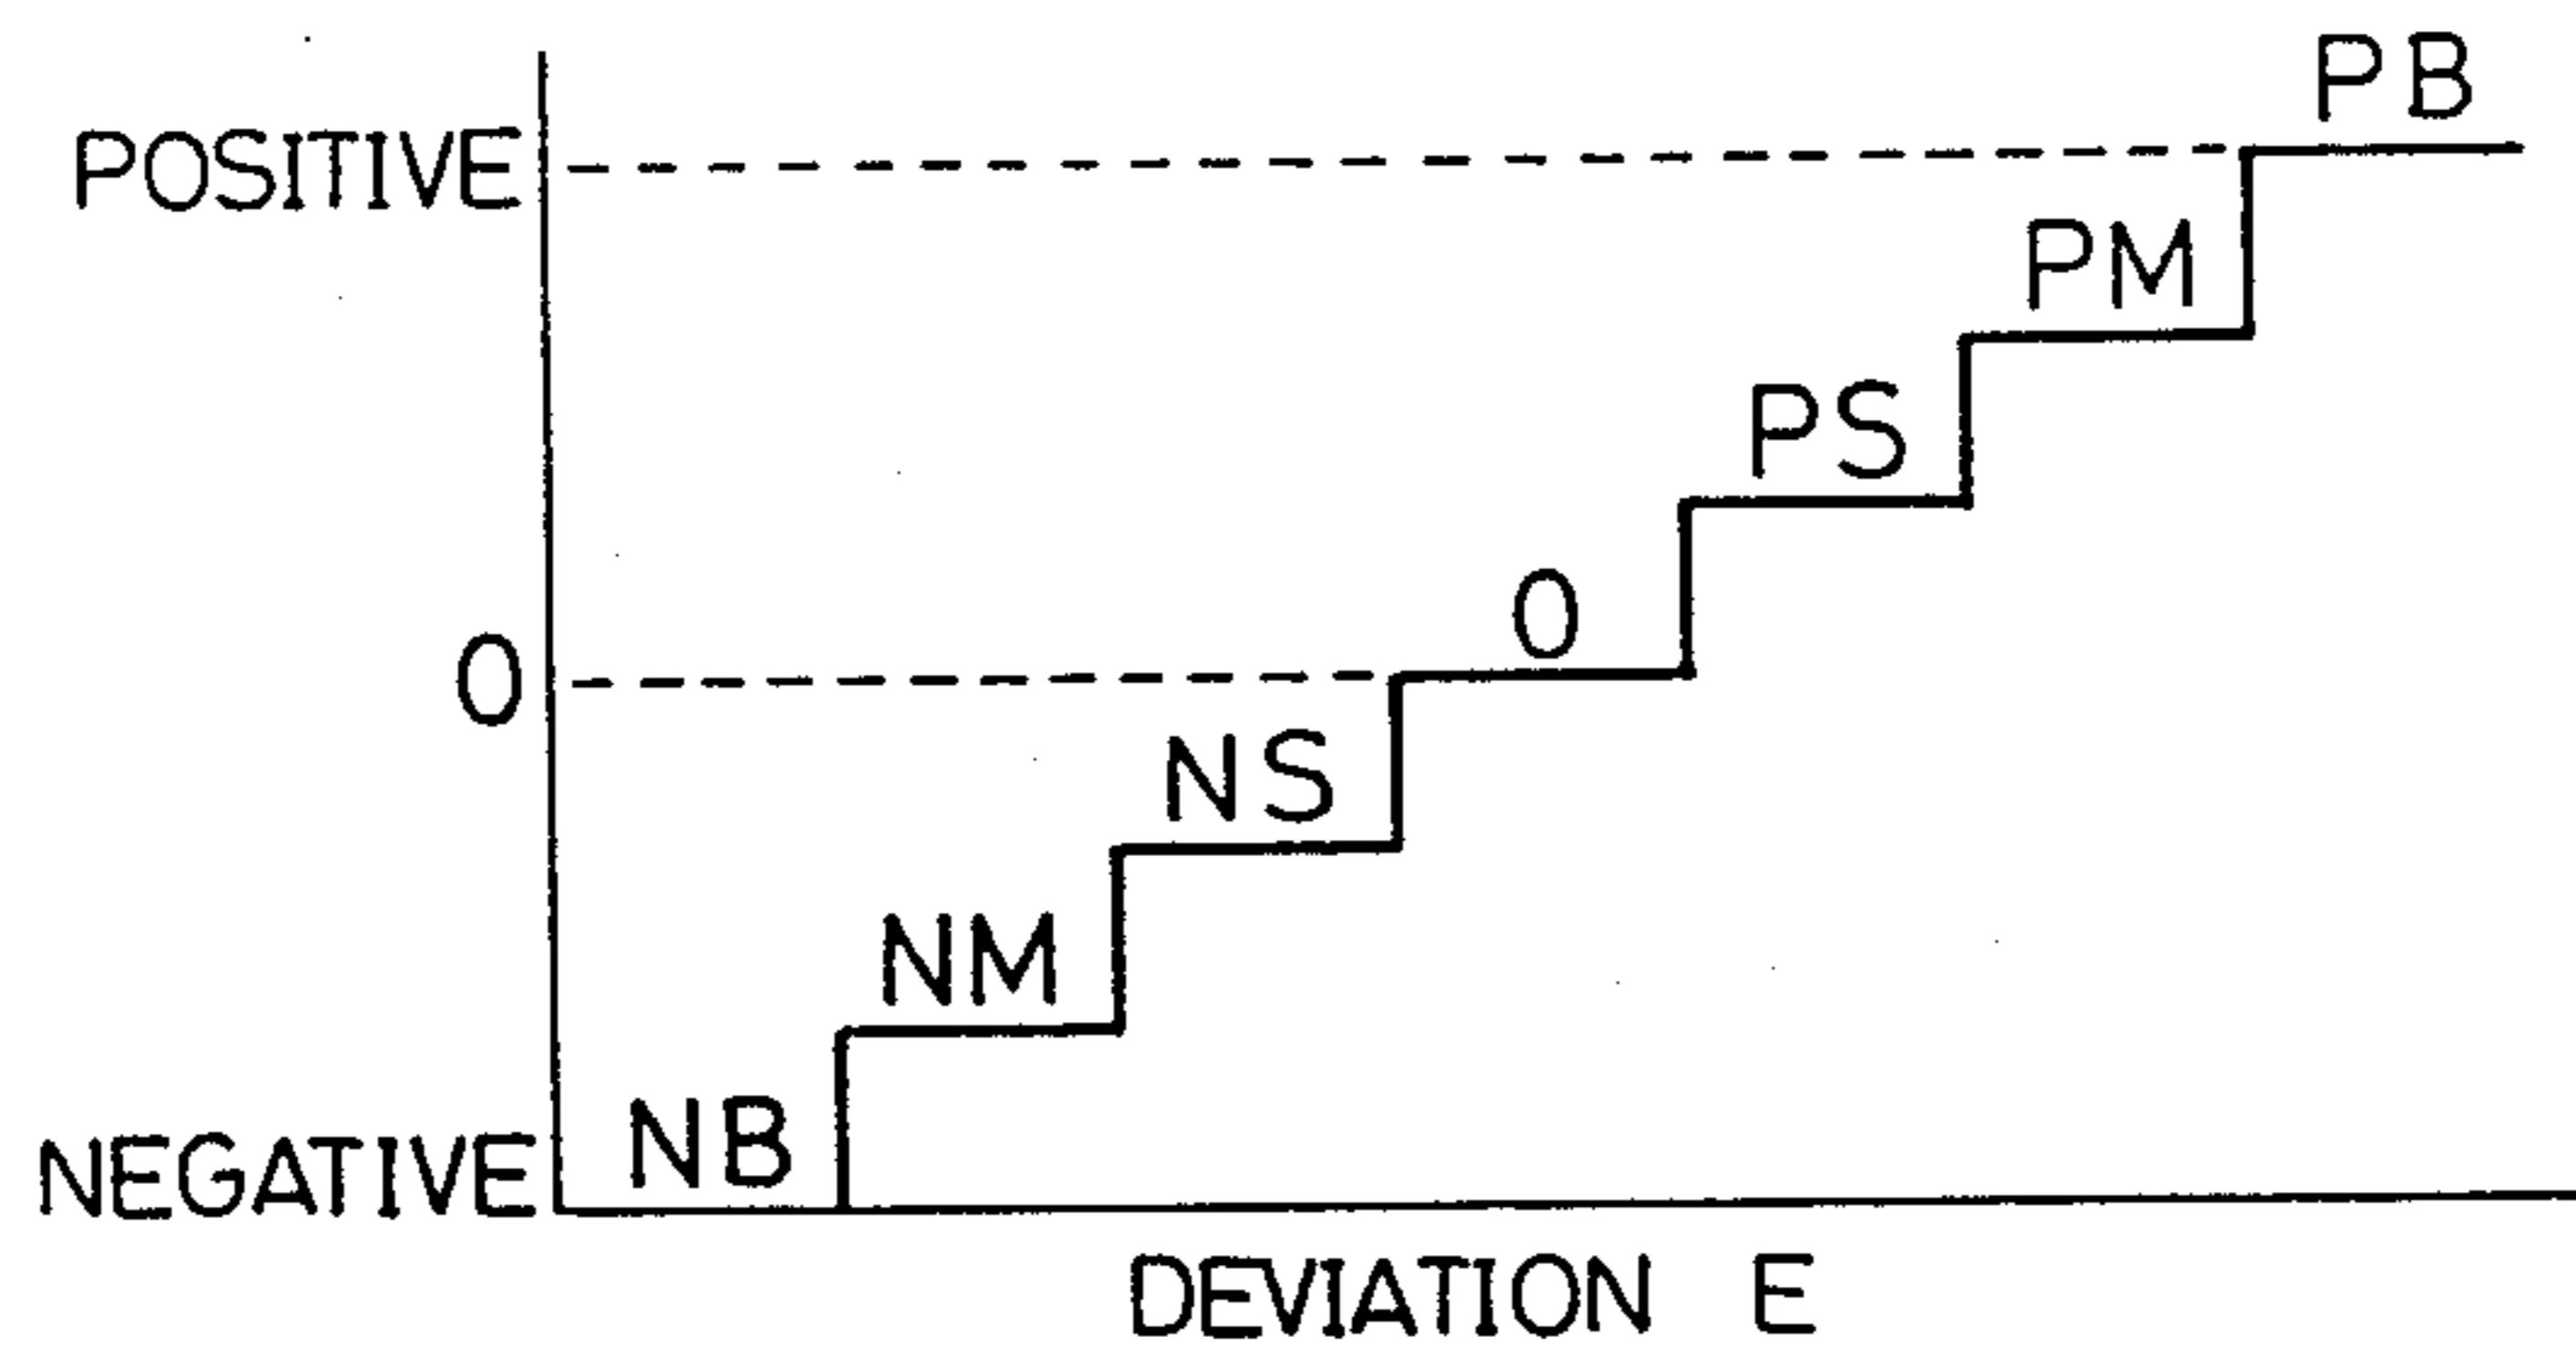 PB
POSITIVE
PM
PS
0
0
NS
NM
NB
NEGATIVE
DEVIATION E